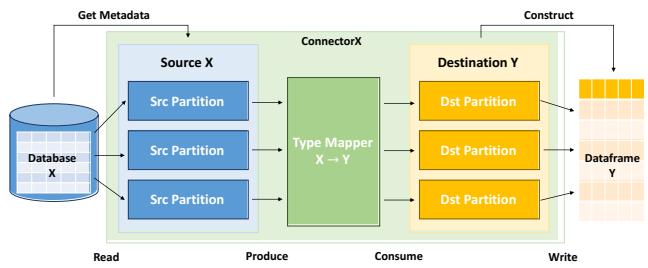 Get Metadata
Construct
ConnectorX
Source X
Destination Y
Src Partition
Src Partition
Src Partition
Type Mapper
X → Y
Dst Partition
Dst Partition
Dst Partition
Database
X
Dataframe
Y
Read
Produce
Consume
Write